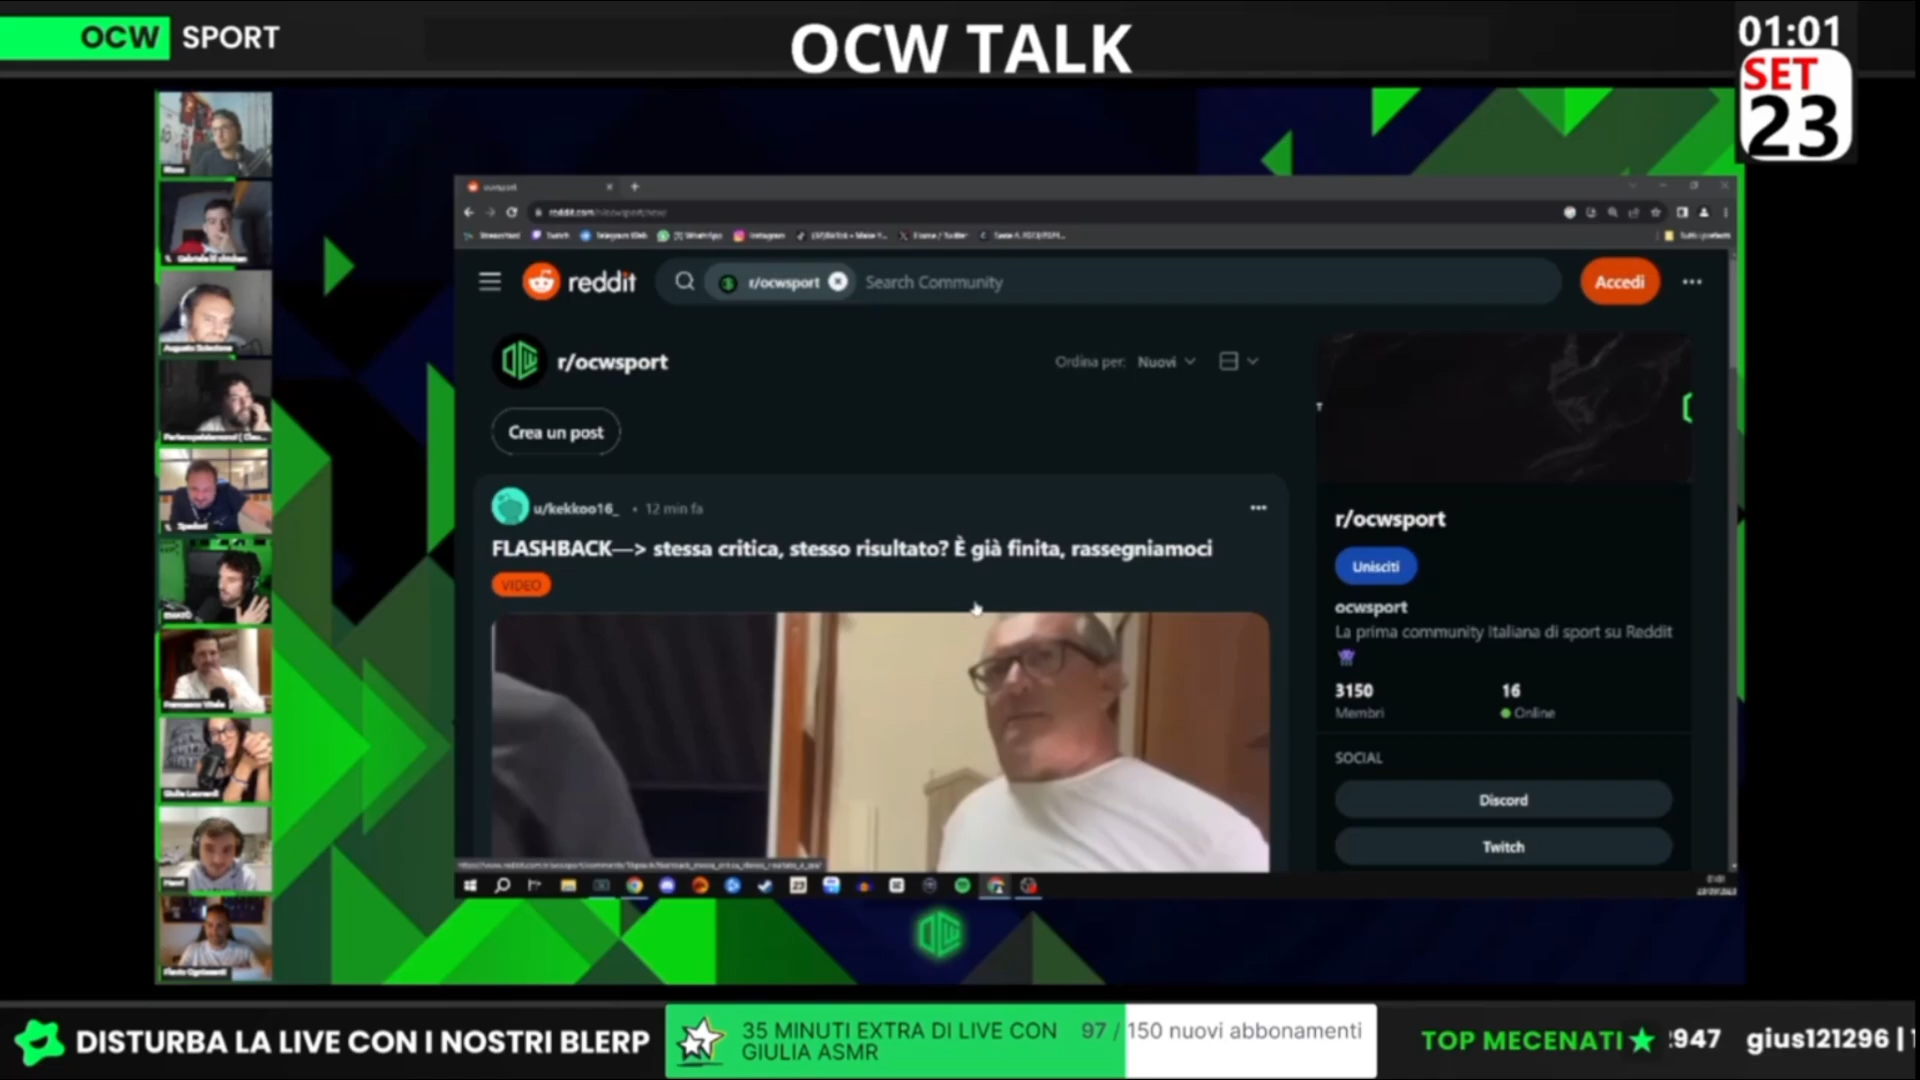 OCW SPORT
OCW TALK
01:01
SET
23
reddit
r/ocwsport
Search Community
Accedi
r/ocwsport
Ordina per: Nuovi
Crea un post
u/kekkoo16_ • 12 min fa
FLASHBACK—> stessa critica, stesso risultato? È già finita, rassegniamoci
VIDEO
r/ocwsport
Unisciti
ocwsport
La prima community Italiana di sport su Reddit
3150
16
Membri
Online
SOCIAL
Discord
Twitch
DISTURBA LA LIVE CON I NOSTRI BLERP
35 MINUTI EXTRA DI LIVE CON
GIULIA ASMR
97 / 150 nuovi abbonamenti
TOP MECENATI
947 gius121296 |